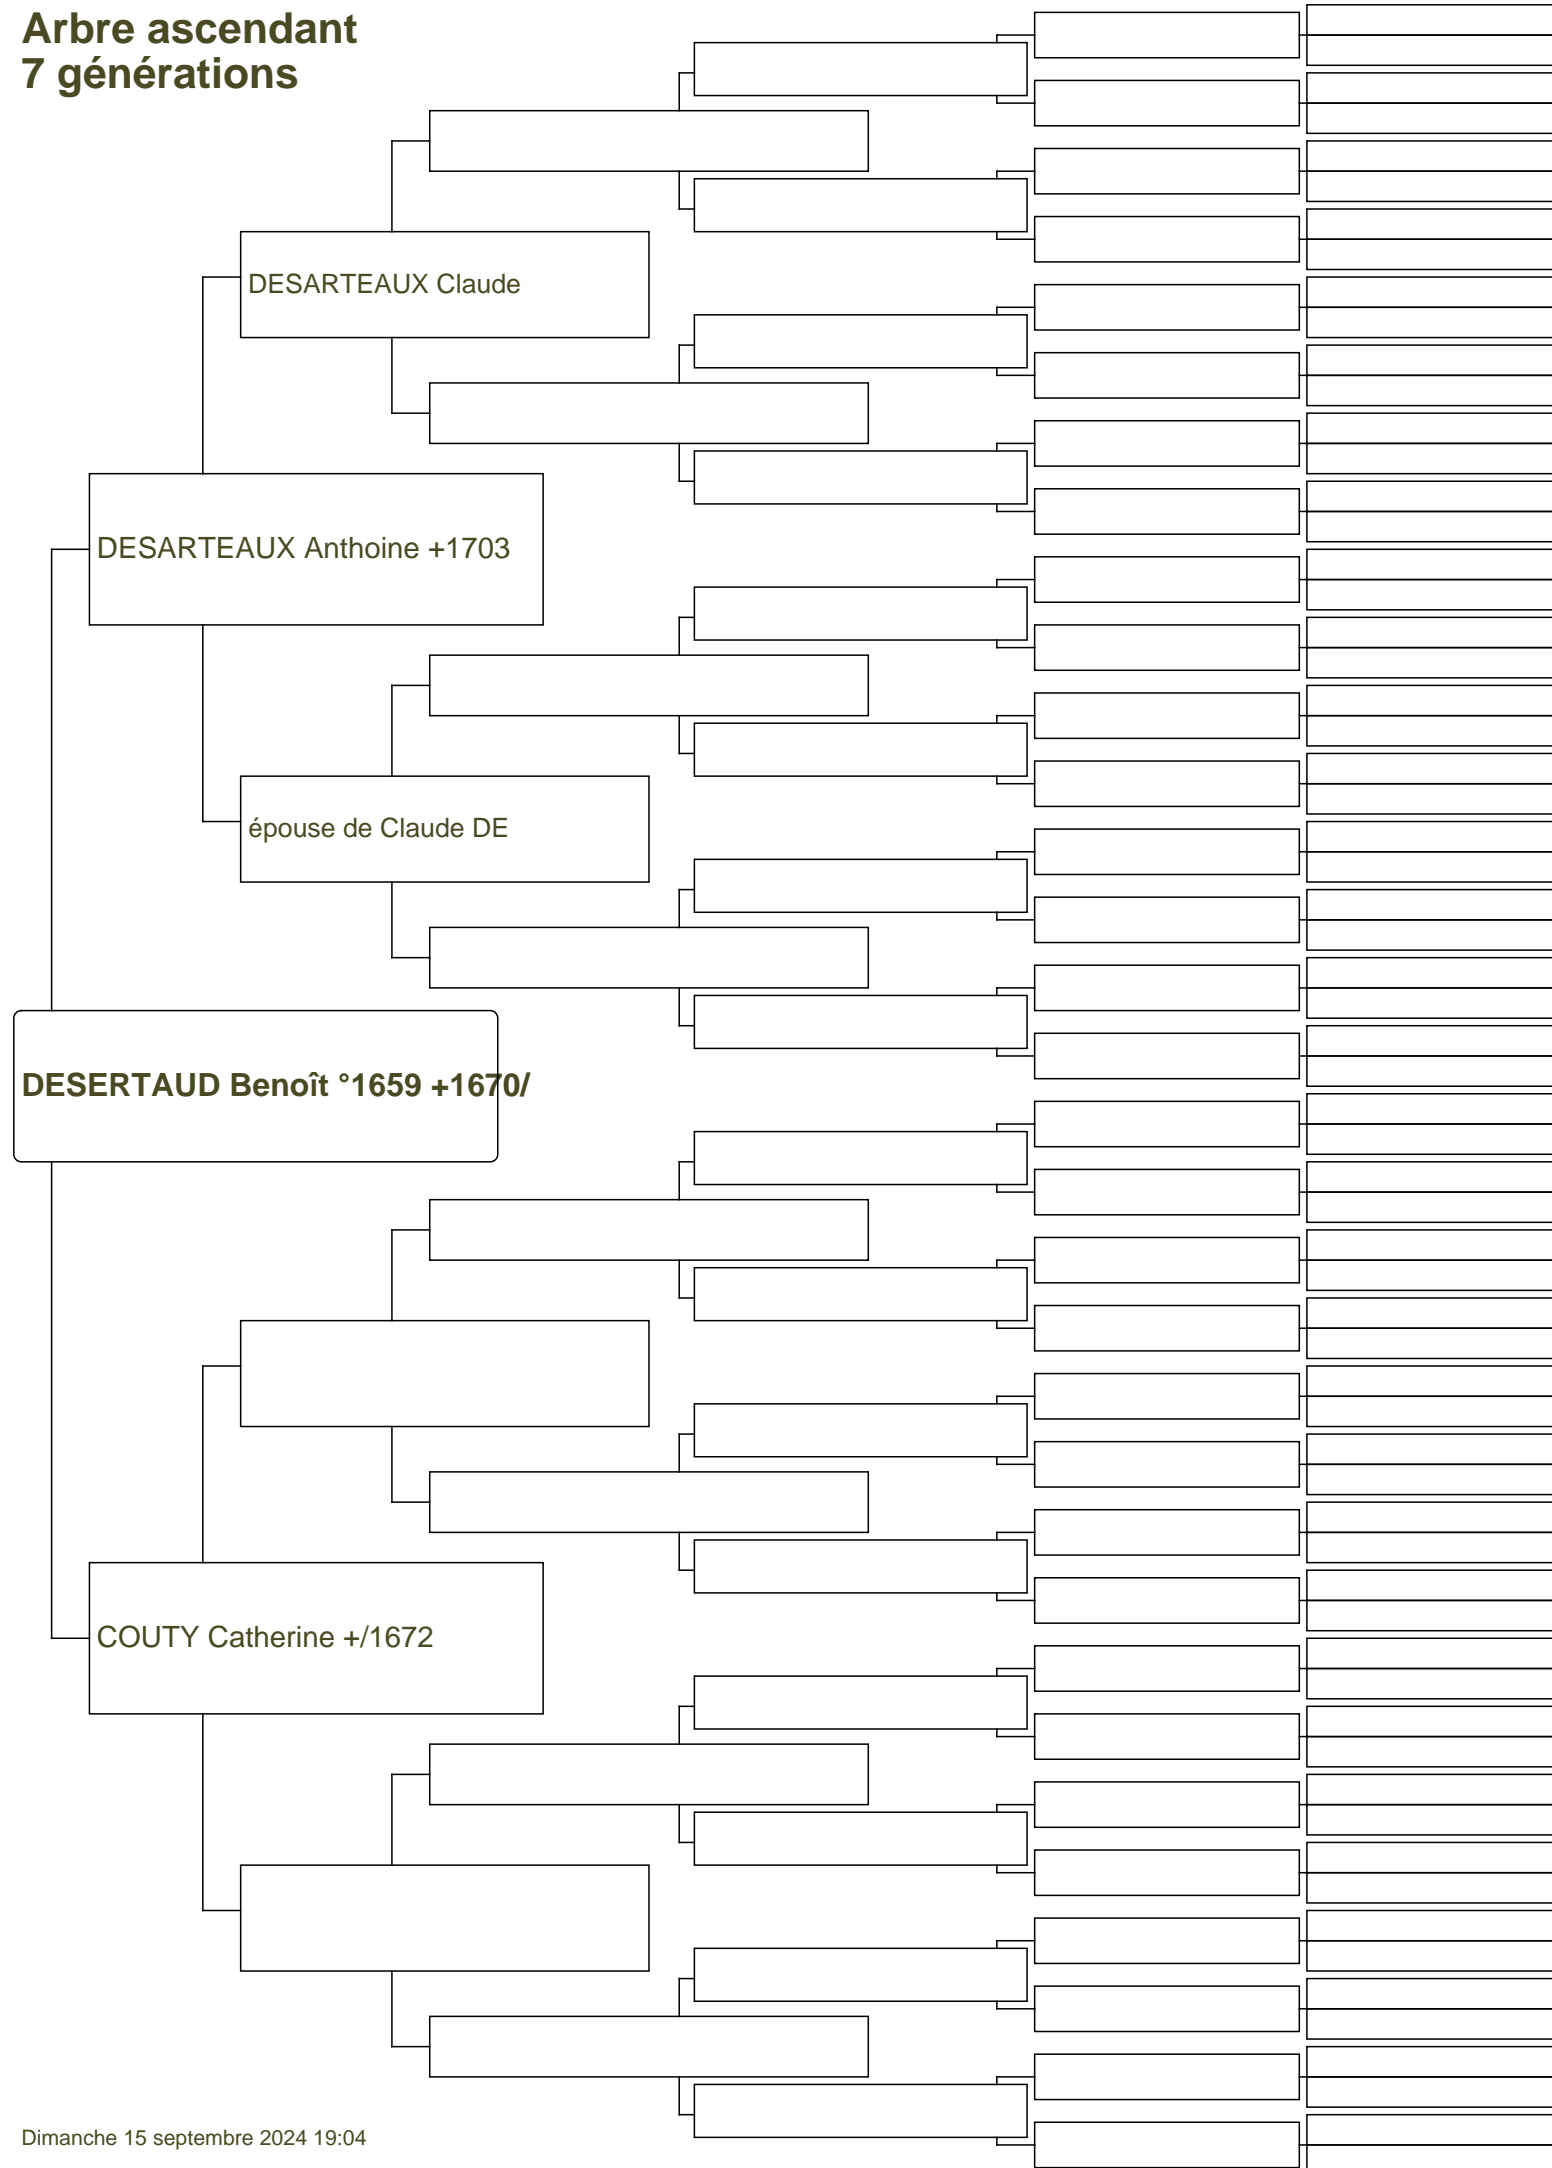 Arbre ascendant
7 générations
DESARTEAUX Claude
DESARTEAUX Anthoine +1703
épouse de Claude DE
DESERTAUD Benoît °1659 +1670/
COUTY Catherine +/1672
Dimanche 15 septembre 2024 19:04